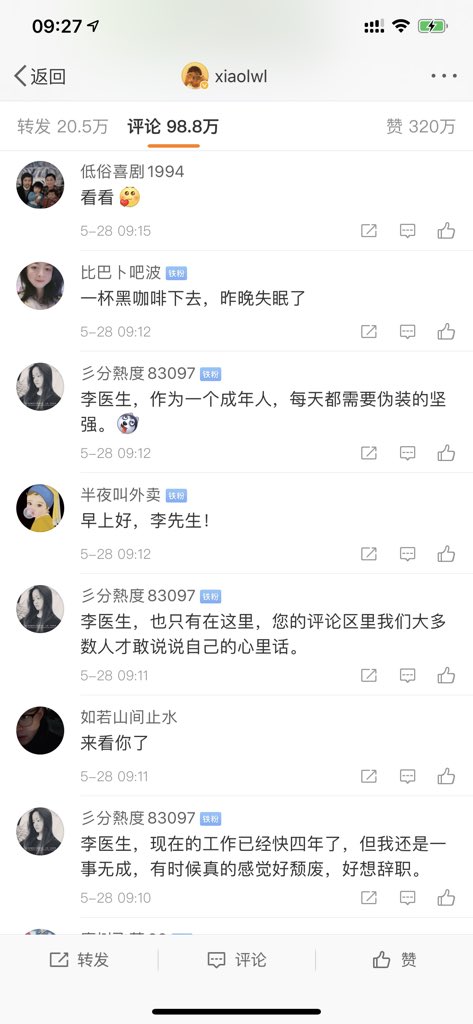 09:27
返回
xiaolwl
转发 20.5万 评论 98.8万 赞 320万
低俗喜剧1994
看看
5-28 09:15
比巴卜吧波 铁粉
一杯黑咖啡下去，昨晚失眠了
5-28 09:12
彡分熱度83097 铁粉
李医生，作为一个成年人，每天都需要伪装的坚
强。
5-28 09:12
半夜叫外卖 铁粉
早上好，李先生！
5-28 09:12
彡分熱度83097 铁粉
李医生，也只有在这里，您的评论区里我们大多
数人才敢说说自己的心里话。
5-28 09:11
如若山间止水
来看你了
5-28 09:11
彡分熱度83097 铁粉
李医生，现在的工作已经快四年了，但我还是一
事无成，有时候真的感觉好颓废，好想辞职。
5-28 09:10
转发 评论 赞